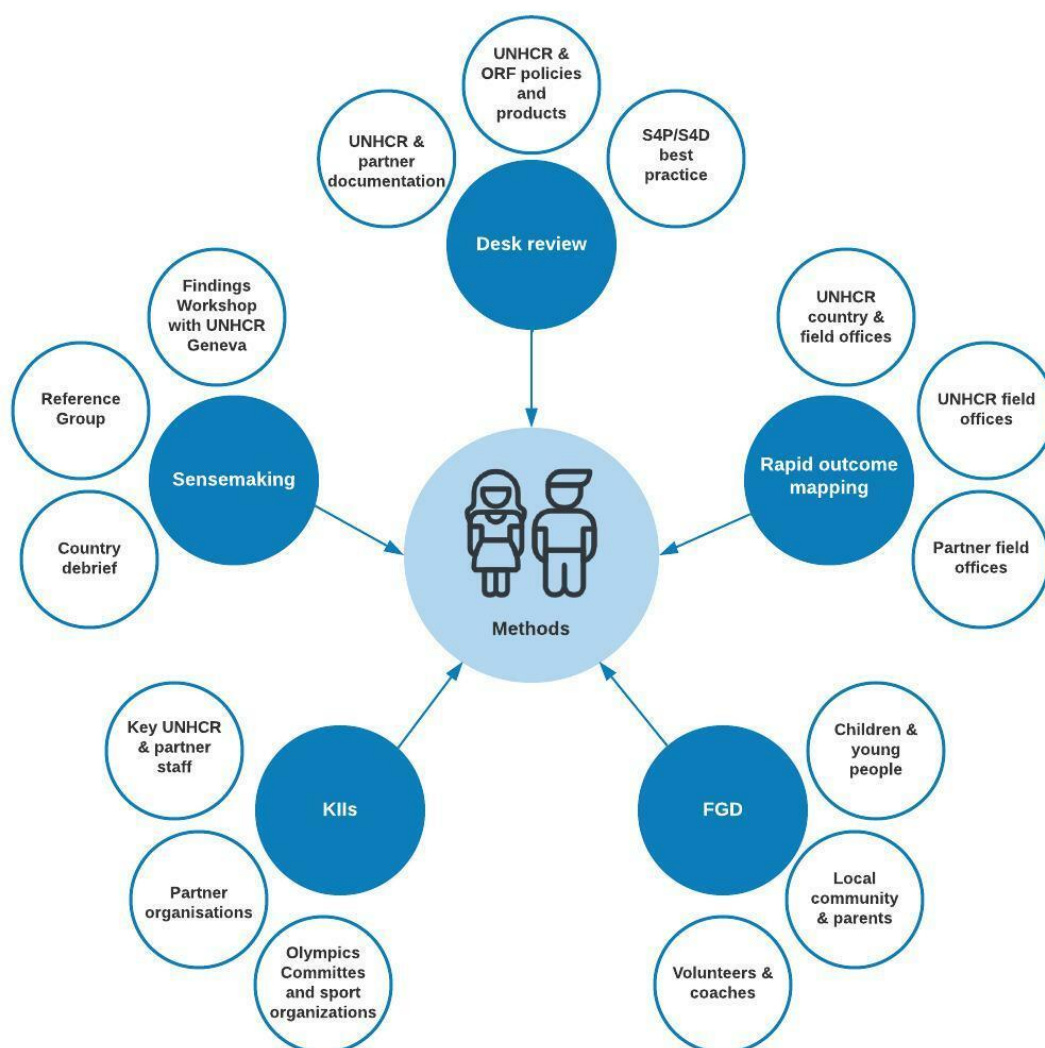 UNHCR &
ORF policies
and
products
UNHCR &
partner
documentation
S4P/S4D
best
practice
Desk review
Findings
Workshop
with UNHCR
Geneva
Reference
Group
Sensemaking
Country
debrief
UNHCR
country &
field offices
UNHCR field
offices
Rapid outcome
mapping
Partner field
offices
Methods
Key UNHCR
& partner
staff
KIIs
Partner
organisations
Olympics
Committes
and sport
organizations
Children &
young
people
FGD
Local
community
& parents
Volunteers &
coaches